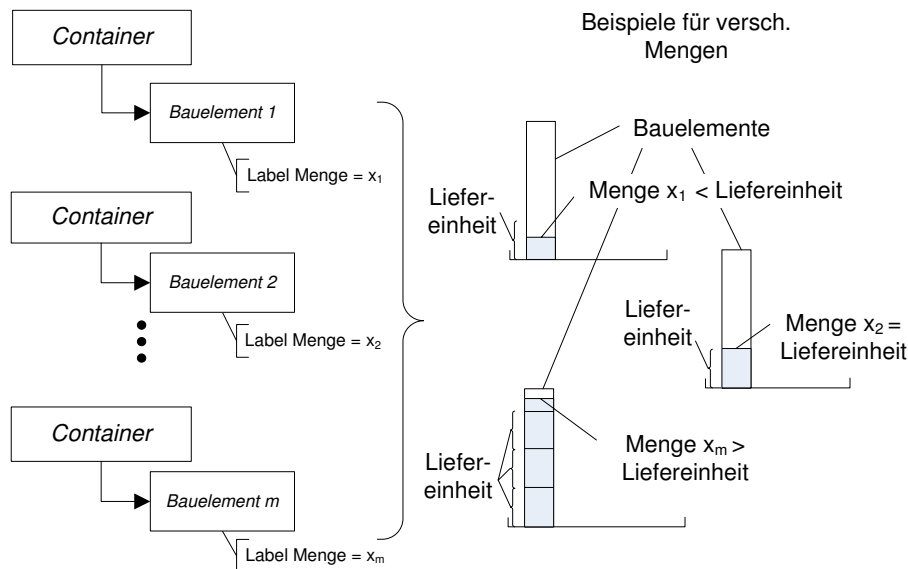 Container
Bauelement 1
Label Menge = x₁
Container
Bauelement 2
Label Menge = x₂
Container
Bauelement m
Label Menge = xₘ
Beispiele für versch.
Mengen
Bauelemente
Liefer-
einheit
Menge x₁ < Liefereinheit
Liefer-
einheit
Menge x₂ =
Liefereinheit
Liefer-
einheit
Menge xₘ >
Liefereinheit